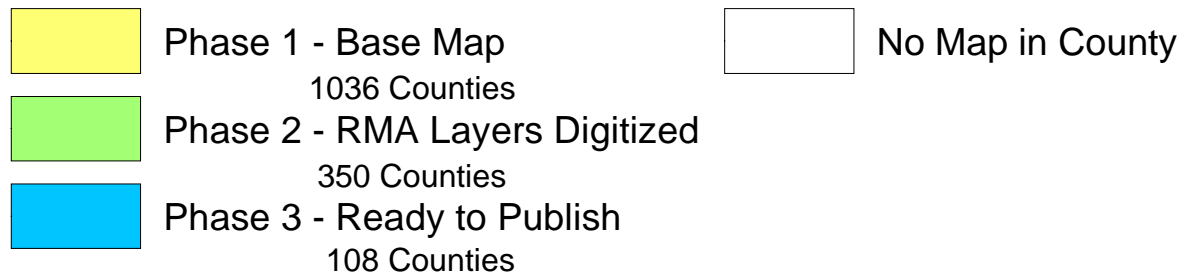 Phase 1 - Base Map
1036 Counties
Phase 2 - RMA Layers Digitized
350 Counties
Phase 3 - Ready to Publish
108 Counties
No Map in County